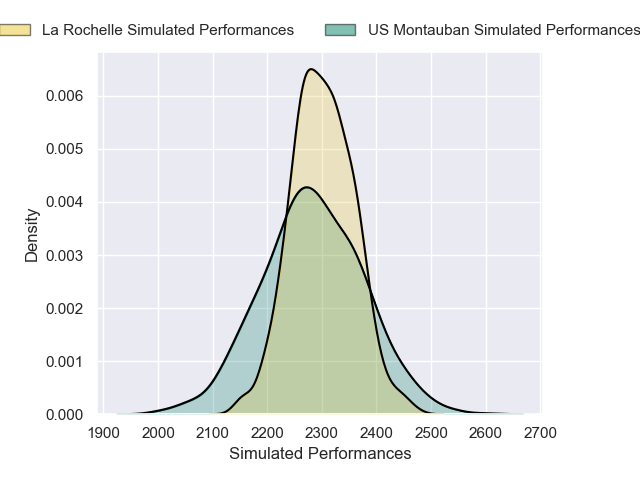 La Rochelle Simulated Performances
US Montauban Simulated Performances
0.006
0.005
0.004
0.003
0.002
0.001
0.000
Density
1900 2000 2100 2200 2300 2400 2500 2600 2700
Simulated Performances